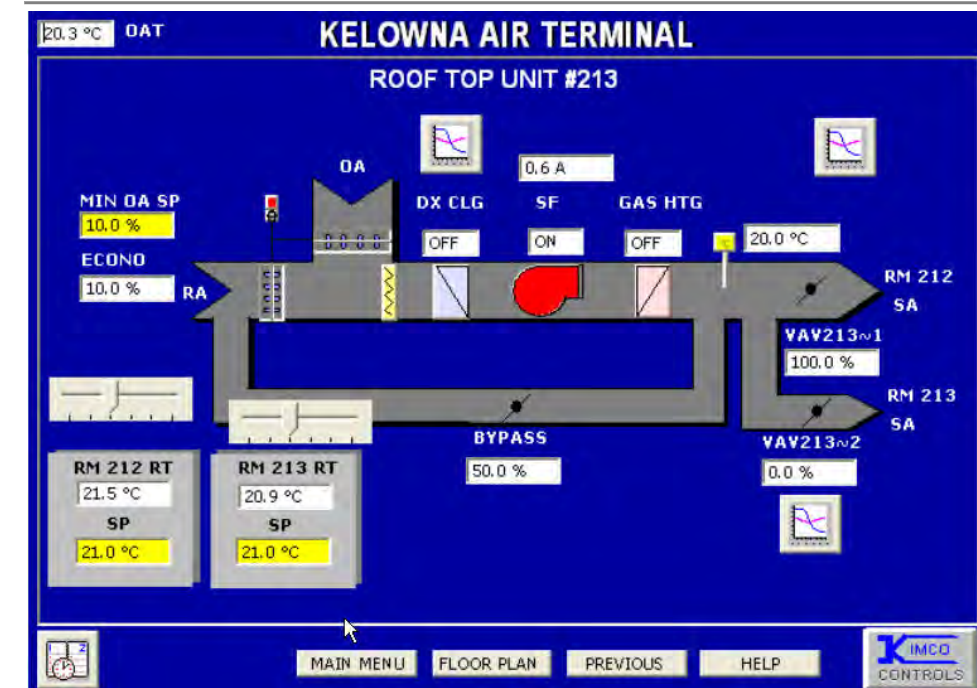 20.3 °C OAT
KELOWNA AIR TERMINAL
ROOF TOP UNIT #213
OA
0.6 A
MIN OA SP
10.0 %
DX CLG
SF
GAS HTG
OFF
ON
OFF
20.0 °C
ECONO
10.0 %
RA
RM 212
SA
VAV213~1
100.0 %
RM 213
SA
BYPASS
50.0 %
VAV213~2
0.0 %
RM 212 RT
21.5 °C
SP
21.0 °C
RM 213 RT
20.9 °C
SP
21.0 °C
1 2
MAIN MENU
FLOOR PLAN
PREVIOUS
HELP
KIMCO
CONTROLS